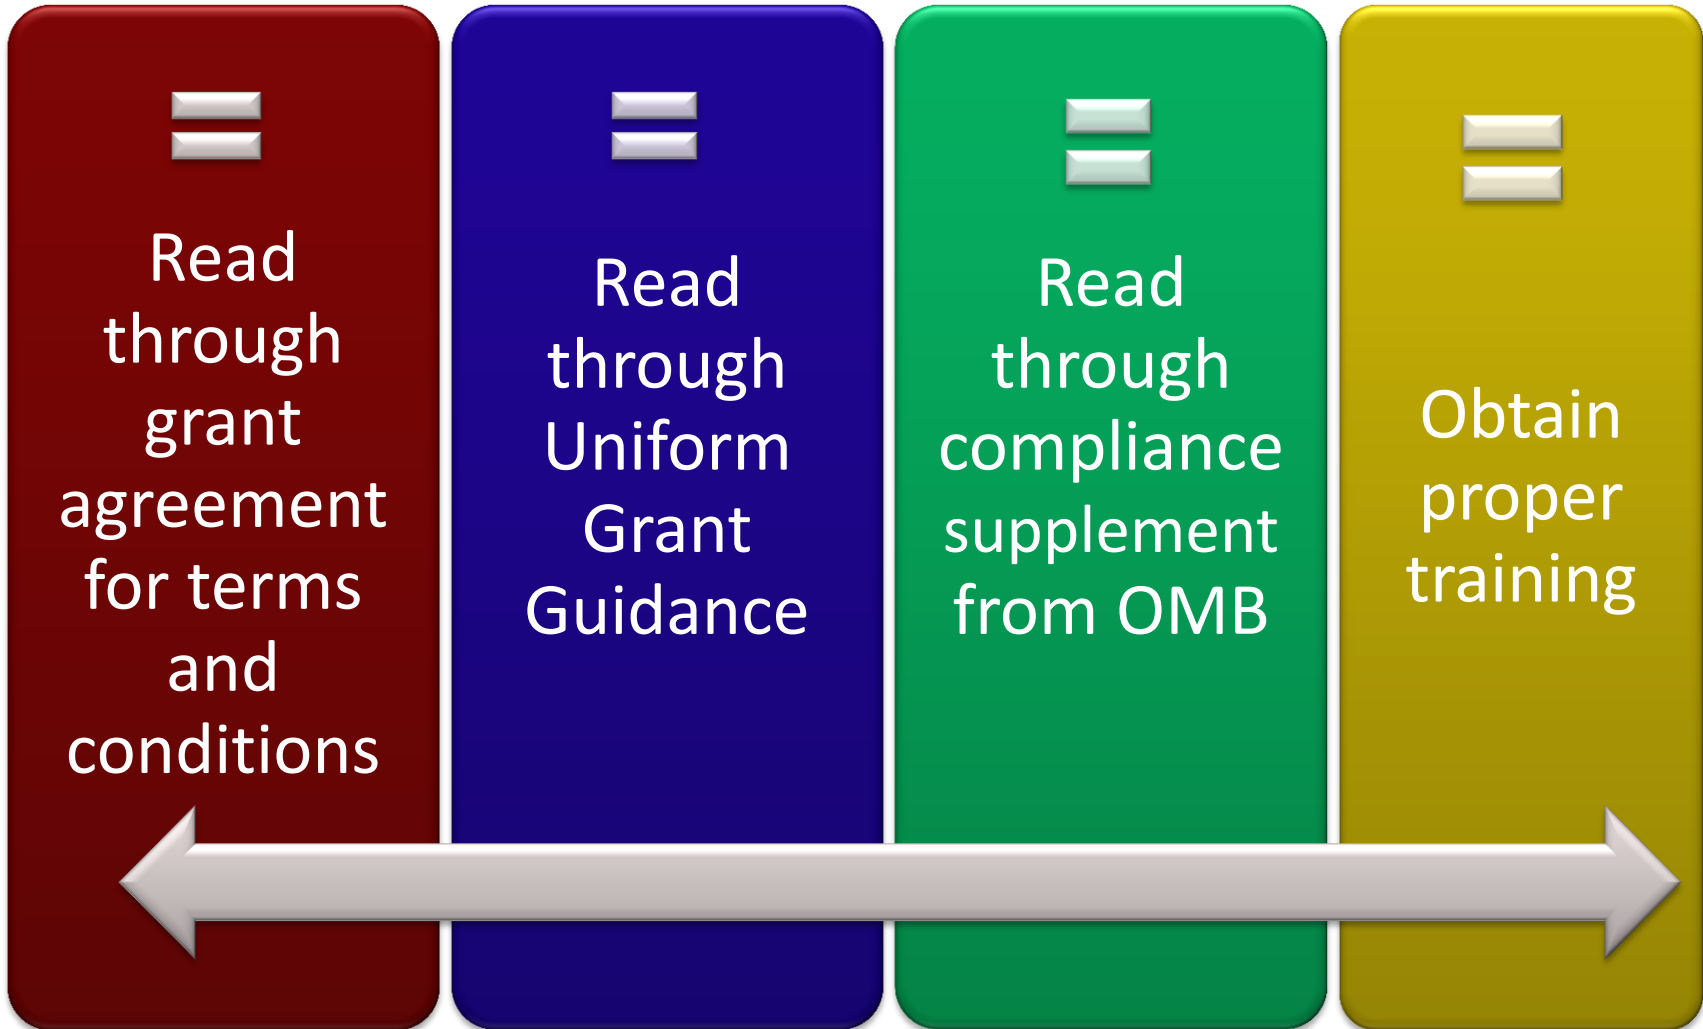 Read
through
grant
agreement
for terms
and
conditions
Read
through
Uniform
Grant
Guidance
Read
through
compliance
supplement
from OMB
Obtain
proper
training